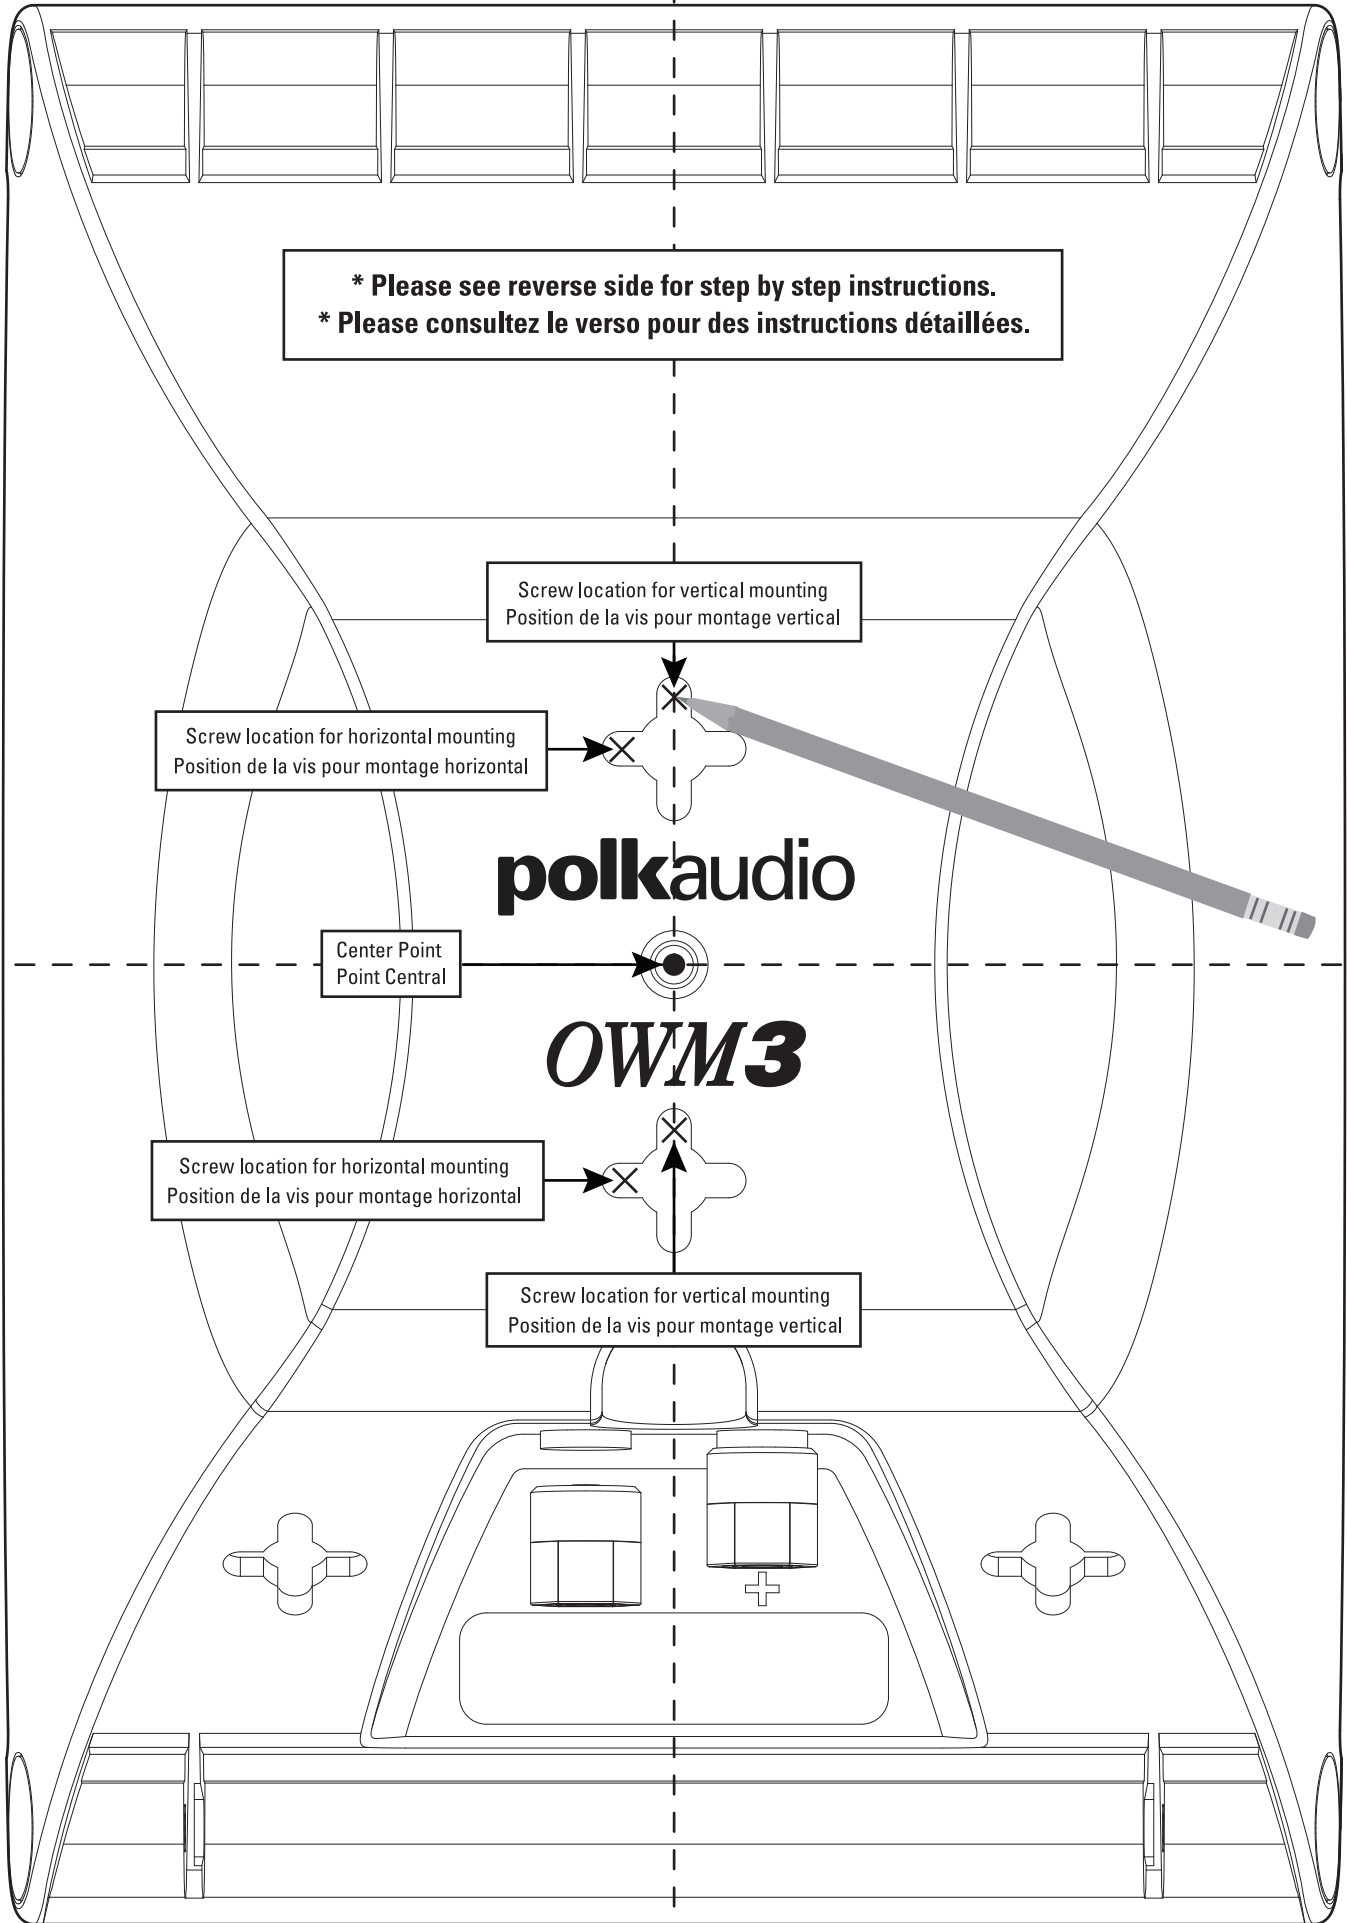 * Please see reverse side for step by step instructions.
* Please consultez le verso pour des instructions détaillées.
Screw location for vertical mounting
Position de la vis pour montage vertical
Screw location for horizontal mounting
Position de la vis pour montage horizontal
polkaudio
Center Point
Point Central
OWM3
Screw location for horizontal mounting
Position de la vis pour montage horizontal
Screw location for vertical mounting
Position de la vis pour montage vertical